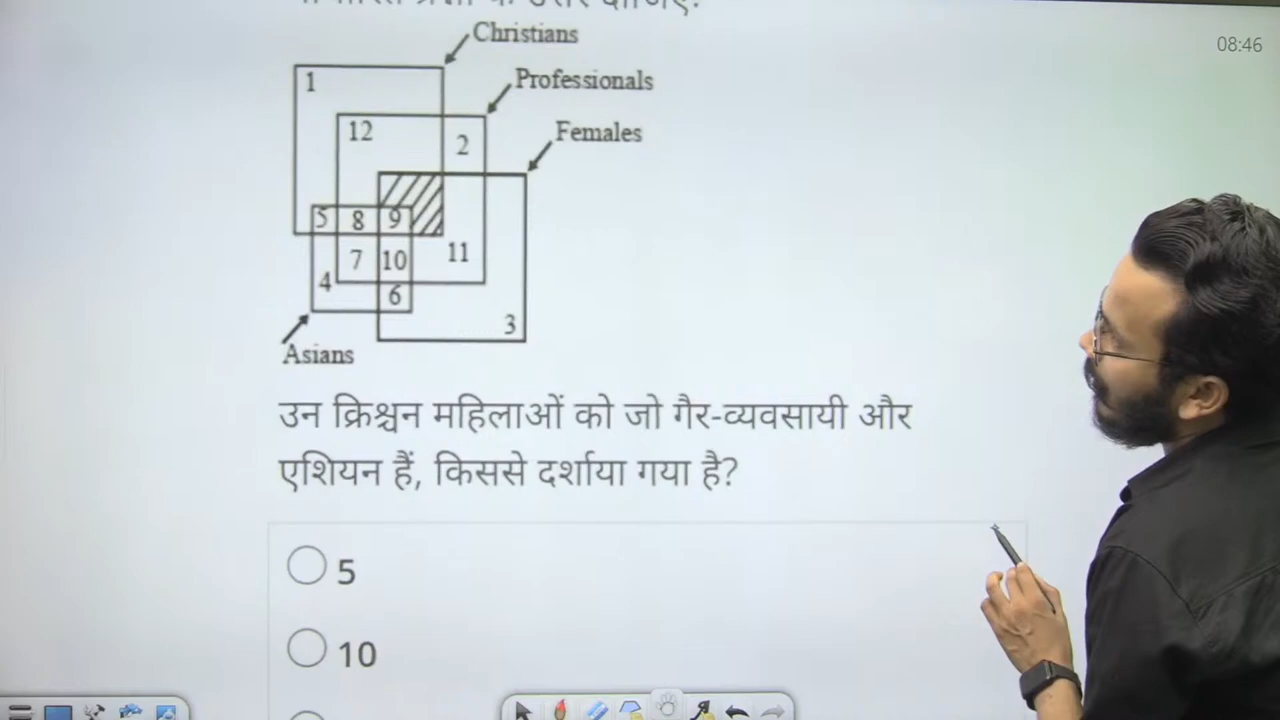 08:46
Christians
Professionals
Females
1
12
2
5
8
9
7
10
11
4
6
3
Asians
उन क्रिश्चन महिलाओं को जो गैर-व्यवसायी और
एशियन हैं, किससे दर्शाया गया है?
5
10